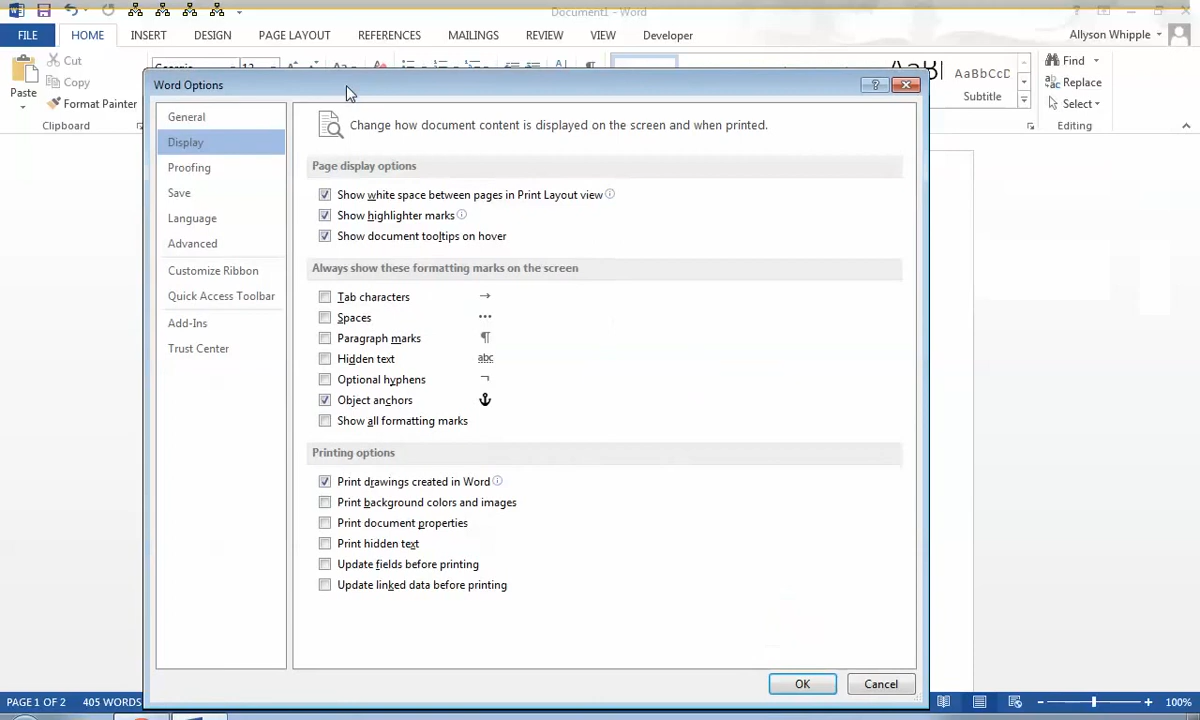 Document1 - Word
FILE HOME INSERT DESIGN PAGE LAYOUT REFERENCES MAILINGS REVIEW VIEW Developer Allyson Whipple
Cut
Copy
Paste
Format Painter
Clipboard
AaBbCcD
Subtitle
Find
Replace
Select
Editing
Word Options
General
Display
Proofing
Save
Language
Advanced
Customize Ribbon
Quick Access Toolbar
Add-Ins
Trust Center
Change how document content is displayed on the screen and when printed.
Page display options
Show white space between pages in Print Layout view
Show highlighter marks
Show document tooltips on hover
Always show these formatting marks on the screen
Tab characters →
Spaces •••
Paragraph marks ¶
Hidden text abc
Optional hyphens ¬
Object anchors
Show all formatting marks
Printing options
Print drawings created in Word
Print background colors and images
Print document properties
Print hidden text
Update fields before printing
Update linked data before printing
OK Cancel
PAGE 1 OF 2 405 WORDS 100%